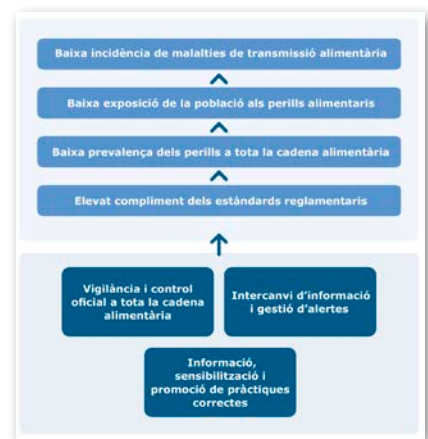 Baixa incidència de malalties de transmissió alimentària
Baixa exposició de la població als perills alimentaris
Baixa prevalença dels perills a tota la cadena alimentària
Elevat compliment dels estàndards reglamentaris
Vigilància i control
oficial a tota la cadena
alimentària
Intercanvi d'informació
i gestió d'alertes
Informació,
sensibilització i
promoció de pràctiques
correctes